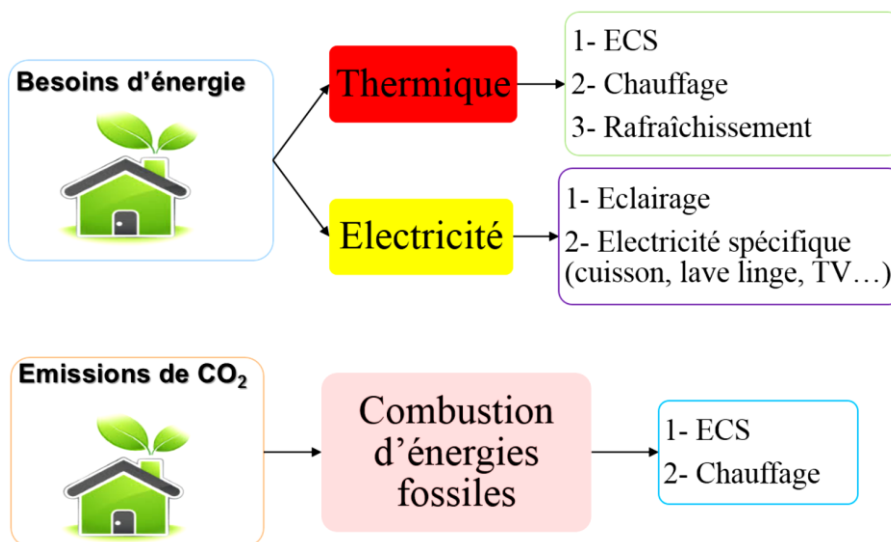 Besoins d'énergie
Thermique
1- ECS
2- Chauffage
3- Rafraîchissement
Electricité
1- Eclairage
2- Electricité spécifique
(cuisson, lave linge, TV…)
Emissions de CO₂
Combustion
d'énergies
fossiles
1- ECS
2- Chauffage